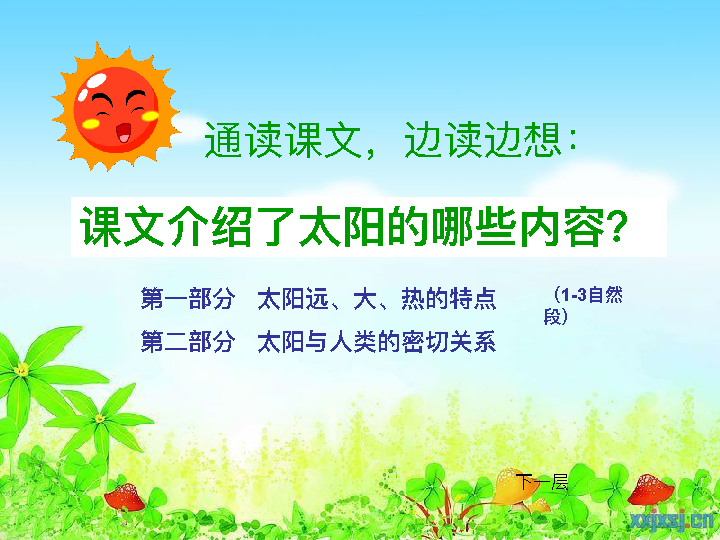 通读课文，边读边想：
课文介绍了太阳的哪些内容？
第一部分 太阳远、大、热的特点
（1-3自然
段）
第二部分 太阳与人类的密切关系
下一层
xxjxsj.cn